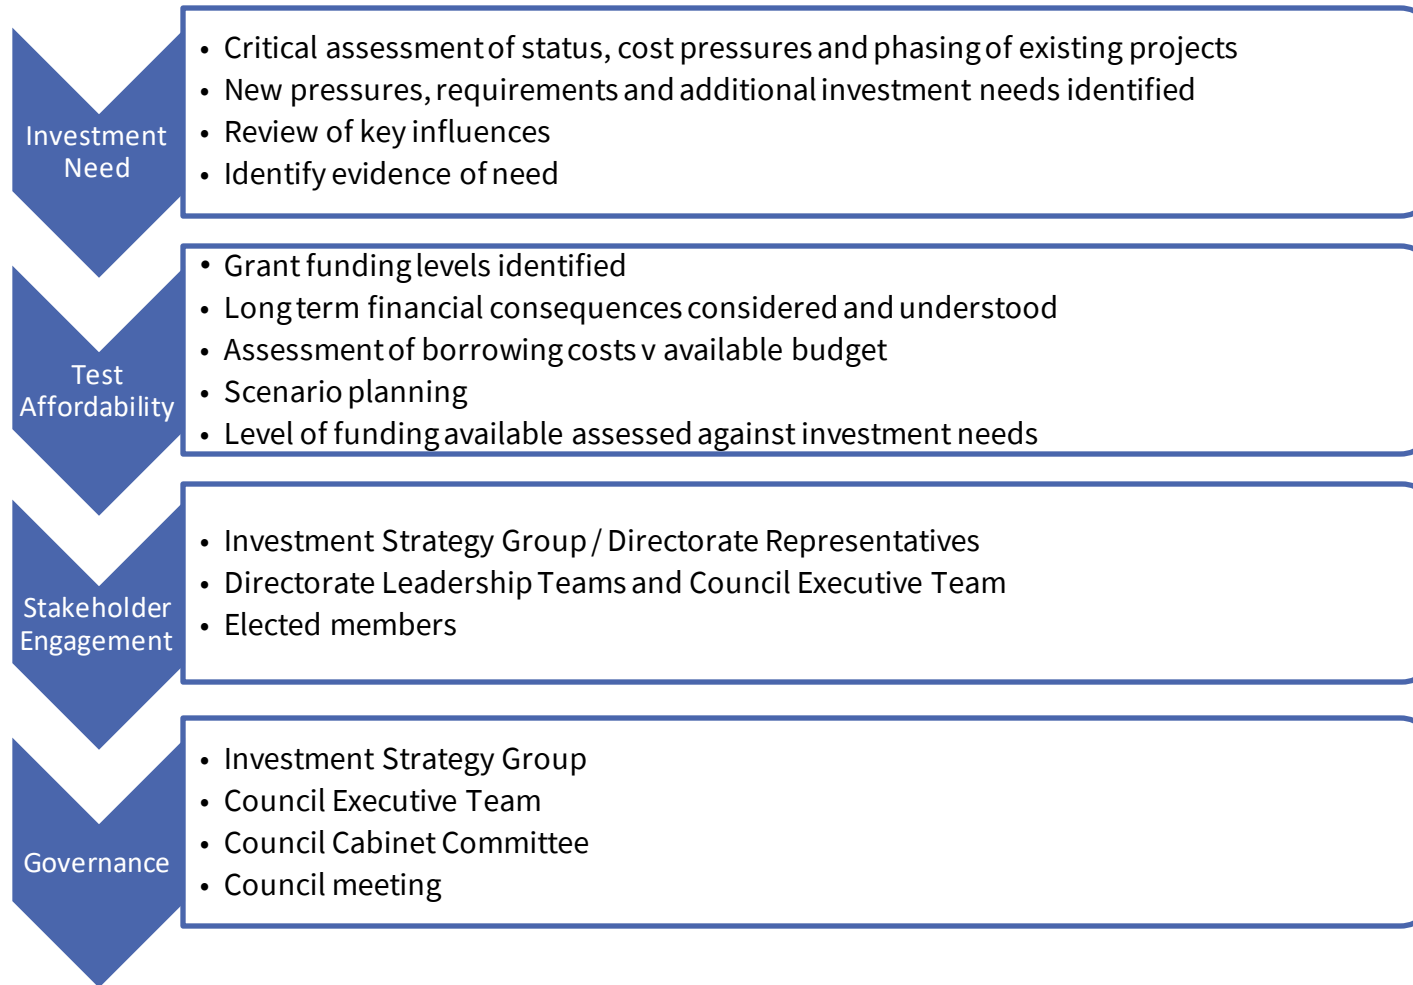 Investment
Need
• Critical assessment of status, cost pressures and phasing of existing projects
• New pressures, requirements and additional investment needs identified
• Review of key influences
• Identify evidence of need
Test
Affordability
• Grant funding levels identified
• Long term financial consequences considered and understood
• Assessment of borrowing costs v available budget
• Scenario planning
• Level of funding available assessed against investment needs
Stakeholder
Engagement
• Investment Strategy Group / Directorate Representatives
• Directorate Leadership Teams and Council Executive Team
• Elected members
Governance
• Investment Strategy Group
• Council Executive Team
• Council Cabinet Committee
• Council meeting